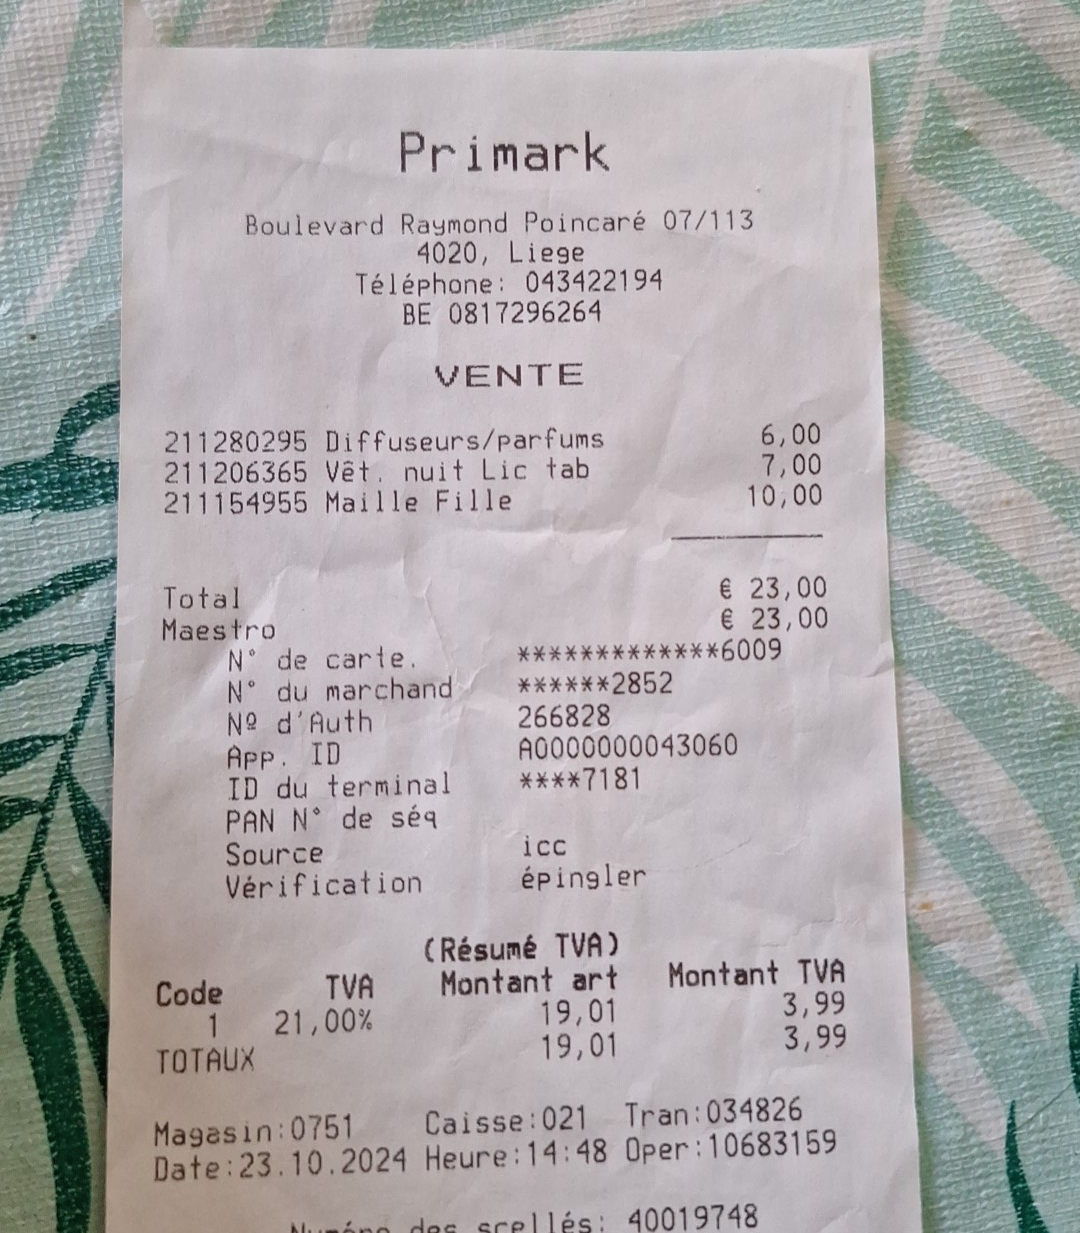 Primark
Boulevard Raymond Poincaré 07/113
4020, Liege
Téléphone: 043422194
BE 0817296264
VENTE
211280295 Diffuseurs/parfums 6,00
211206365 Vêt. nuit Lic tab 7,00
211154955 Maille Fille 10,00
Total € 23,00
Maestro € 23,00
N° de carte. *************6009
N° du marchand ******2852
Nº d'Auth 266828
App. ID A0000000043060
ID du terminal ****7181
PAN N° de séq
Source icc
Vérification épingler
(Résumé TVA)
Code TVA Montant art Montant TVA
1 21,00% 19,01 3,99
TOTAUX 19,01 3,99
Magasin:0751 Caisse:021 Tran:034826
Date:23.10.2024 Heure:14:48 Oper:10683159
Numéro des scellés: 40019748